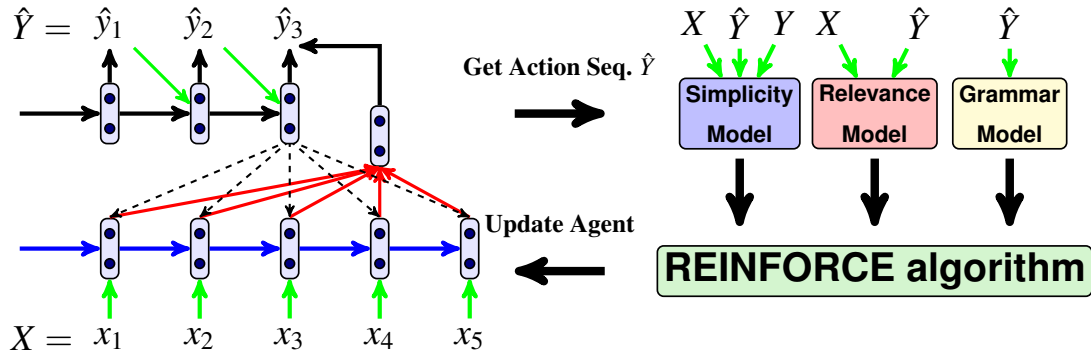 Ŷ = ŷ₁ ŷ₂ ŷ₃
Get Action Seq. Ŷ
X Ŷ Y
X Ŷ
Ŷ
Simplicity
Model
Relevance
Model
Grammar
Model
Update Agent
REINFORCE algorithm
X = x₁ x₂ x₃ x₄ x₅